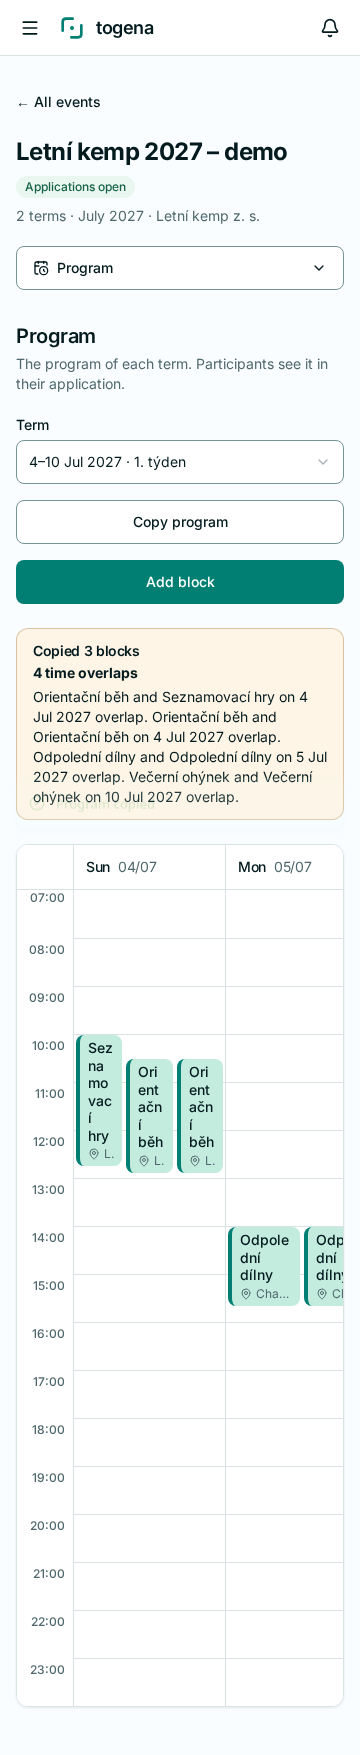 togena
← All events
Letní kemp 2027 – demo
Applications open
2 terms · July 2027 · Letní kemp z. s.
Program
Program
The program of each term. Participants see it in
their application.
Term
4–10 Jul 2027 · 1. týden
Copy program
Add block
Copied 3 blocks
4 time overlaps
Orientační běh and Seznamovací hry on 4
Jul 2027 overlap. Orientační běh and
Orientační běh on 4 Jul 2027 overlap.
Odpolední dílny and Odpolední dílny on 5 Jul
2027 overlap. Večerní ohýnek and Večerní
ohýnek on 10 Jul 2027 overlap.
Program copied
Sun 04/07
Mon 05/07
07:00
08:00
09:00
10:00
11:00
12:00
13:00
14:00
15:00
16:00
17:00
18:00
19:00
20:00
21:00
22:00
23:00
Sez
na
mo
vac
í
hry
L.
Ori
ent
ačn
í
běh
L.
Ori
ent
ačn
í
běh
L.
Odpole
dní
dílny
Cha...
Odp
dní
dílny